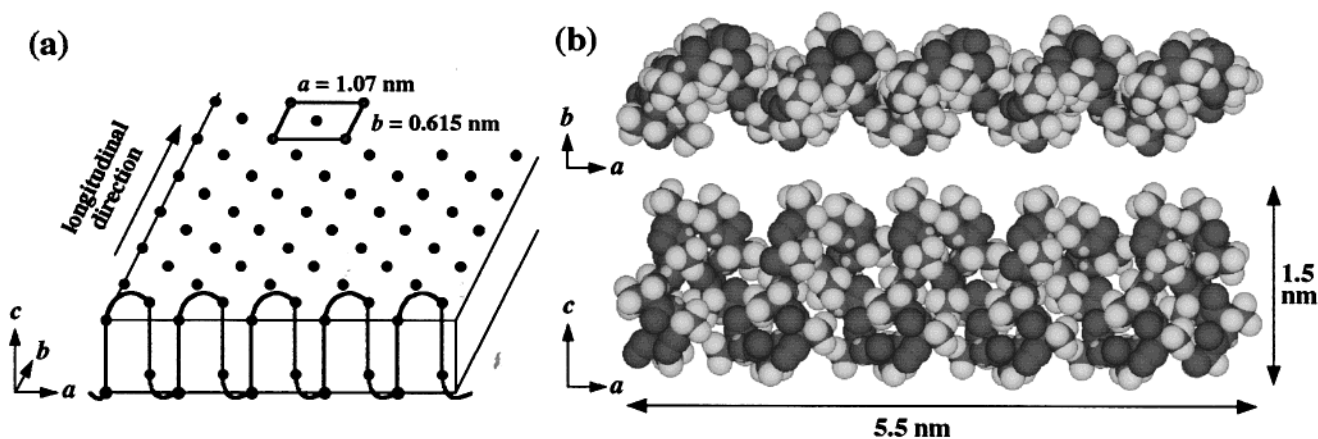 (a)
a = 1.07 nm
b = 0.615 nm
longitudinal
direction
c
b
a
(b)
b
a
c
a
1.5
nm
5.5 nm